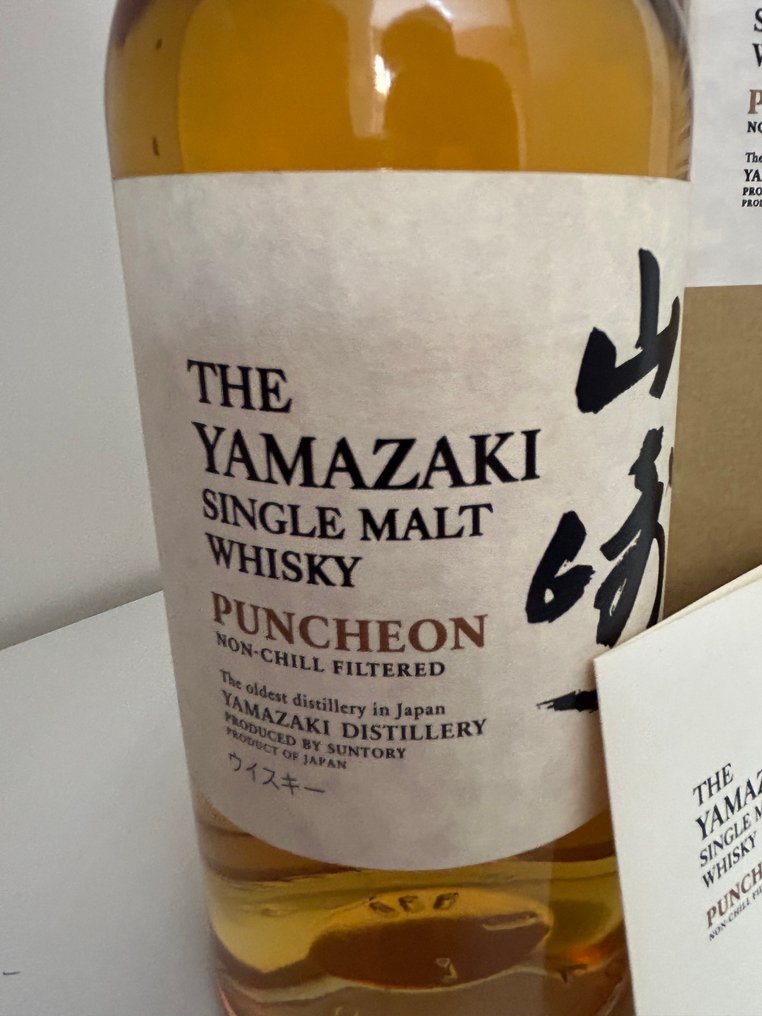 THE
YAMAZAKI
SINGLE MALT
WHISKY
PUNCHEON
NON-CHILL FILTERED
The oldest distillery in Japan
YAMAZAKI DISTILLERY
PRODUCED BY SUNTORY
PRODUCT OF JAPAN
ウイスキー
山崎
THE
SINGLE
WHISKY